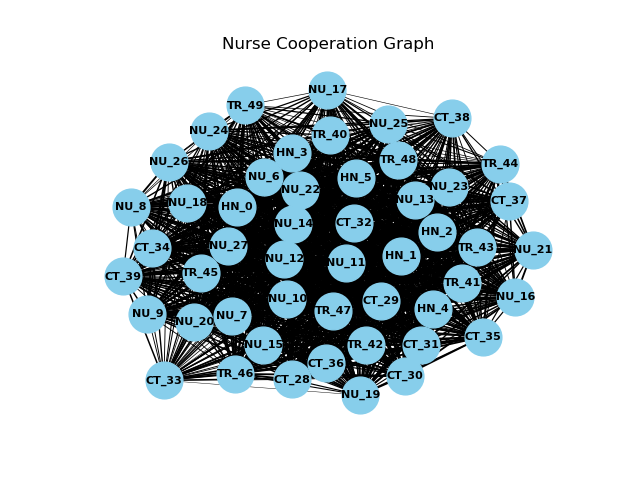 Nurse Cooperation Graph
NU_17
TR_49
CT_38
NU_24
NU_25
TR_40
HN_3
TR_48
NU_26
TR_44
NU_6
HN_5
NU_22
NU_23
NU_13
CT_37
NU_18
HN_0
NU_8
NU_14
CT_32
HN_2
NU_27
CT_34
TR_43
NU_21
HN_1
NU_12
NU_11
TR_45
CT_39
TR_41
NU_16
NU_10
CT_29
HN_4
TR_47
NU_9
NU_7
NU_20
CT_35
NU_15
TR_42
CT_31
CT_36
TR_46
CT_30
CT_28
CT_33
NU_19